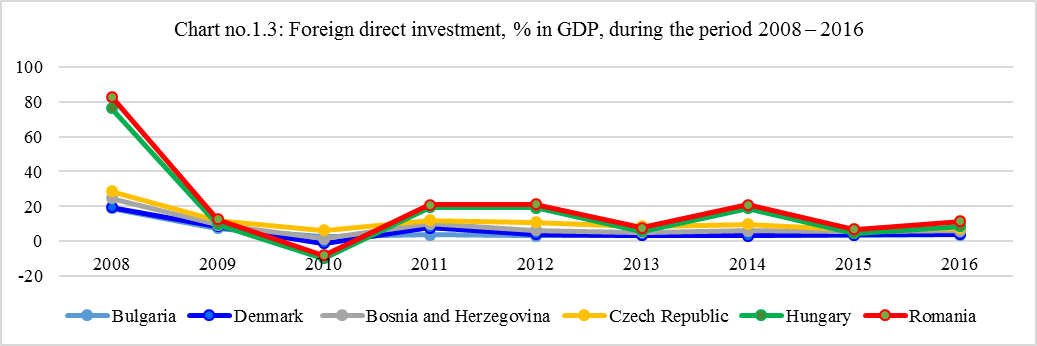 Chart no.1.3: Foreign direct investment, % in GDP, during the period 2008 – 2016
100
80
60
40
20
0
-20
2008 2009 2010 2011 2012 2013 2014 2015 2016
Bulgaria Denmark Bosnia and Herzegovina Czech Republic Hungary Romania